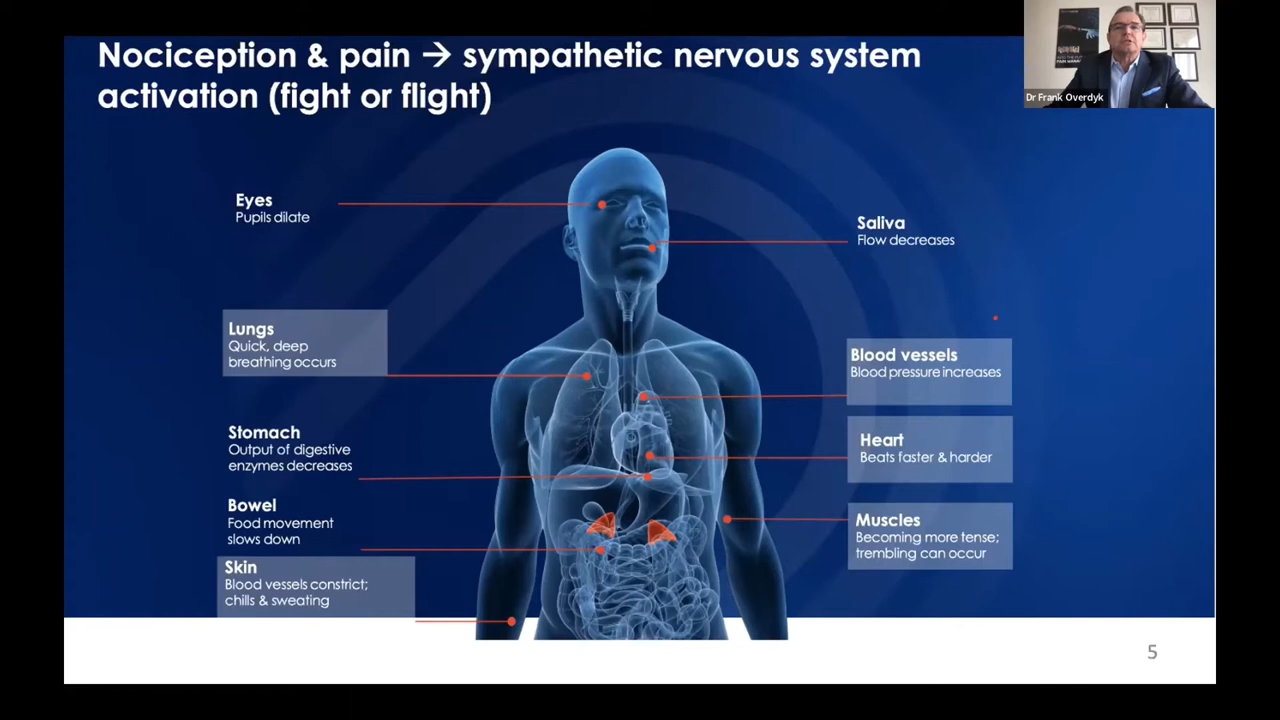 Nociception & pain → sympathetic nervous system
activation (fight or flight)
Dr Frank Overdyk
Eyes
Pupils dilate
Saliva
Flow decreases
Lungs
Quick, deep
breathing occurs
Blood vessels
Blood pressure increases
Stomach
Output of digestive
enzymes decreases
Heart
Beats faster & harder
Bowel
Food movement
slows down
Muscles
Becoming more tense;
trembling can occur
Skin
Blood vessels constrict;
chills & sweating
5